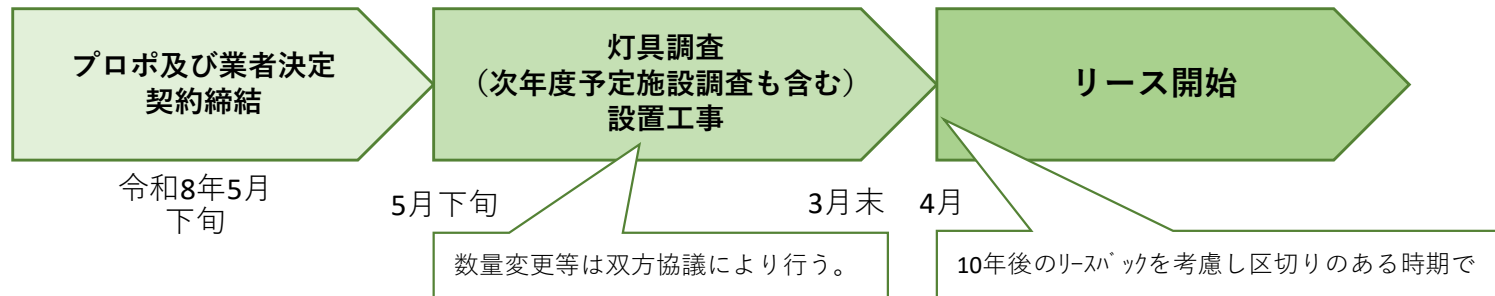 プロポ及び業者決定
契約締結
灯具調査
（次年度予定施設調査も含む）
設置工事
リース開始
令和8年5月
下旬
5月下旬
3月末
4月
数量変更等は双方協議により行う。
10年後のﾘｰｽﾊﾞｯｸを考慮し区切りのある時期で